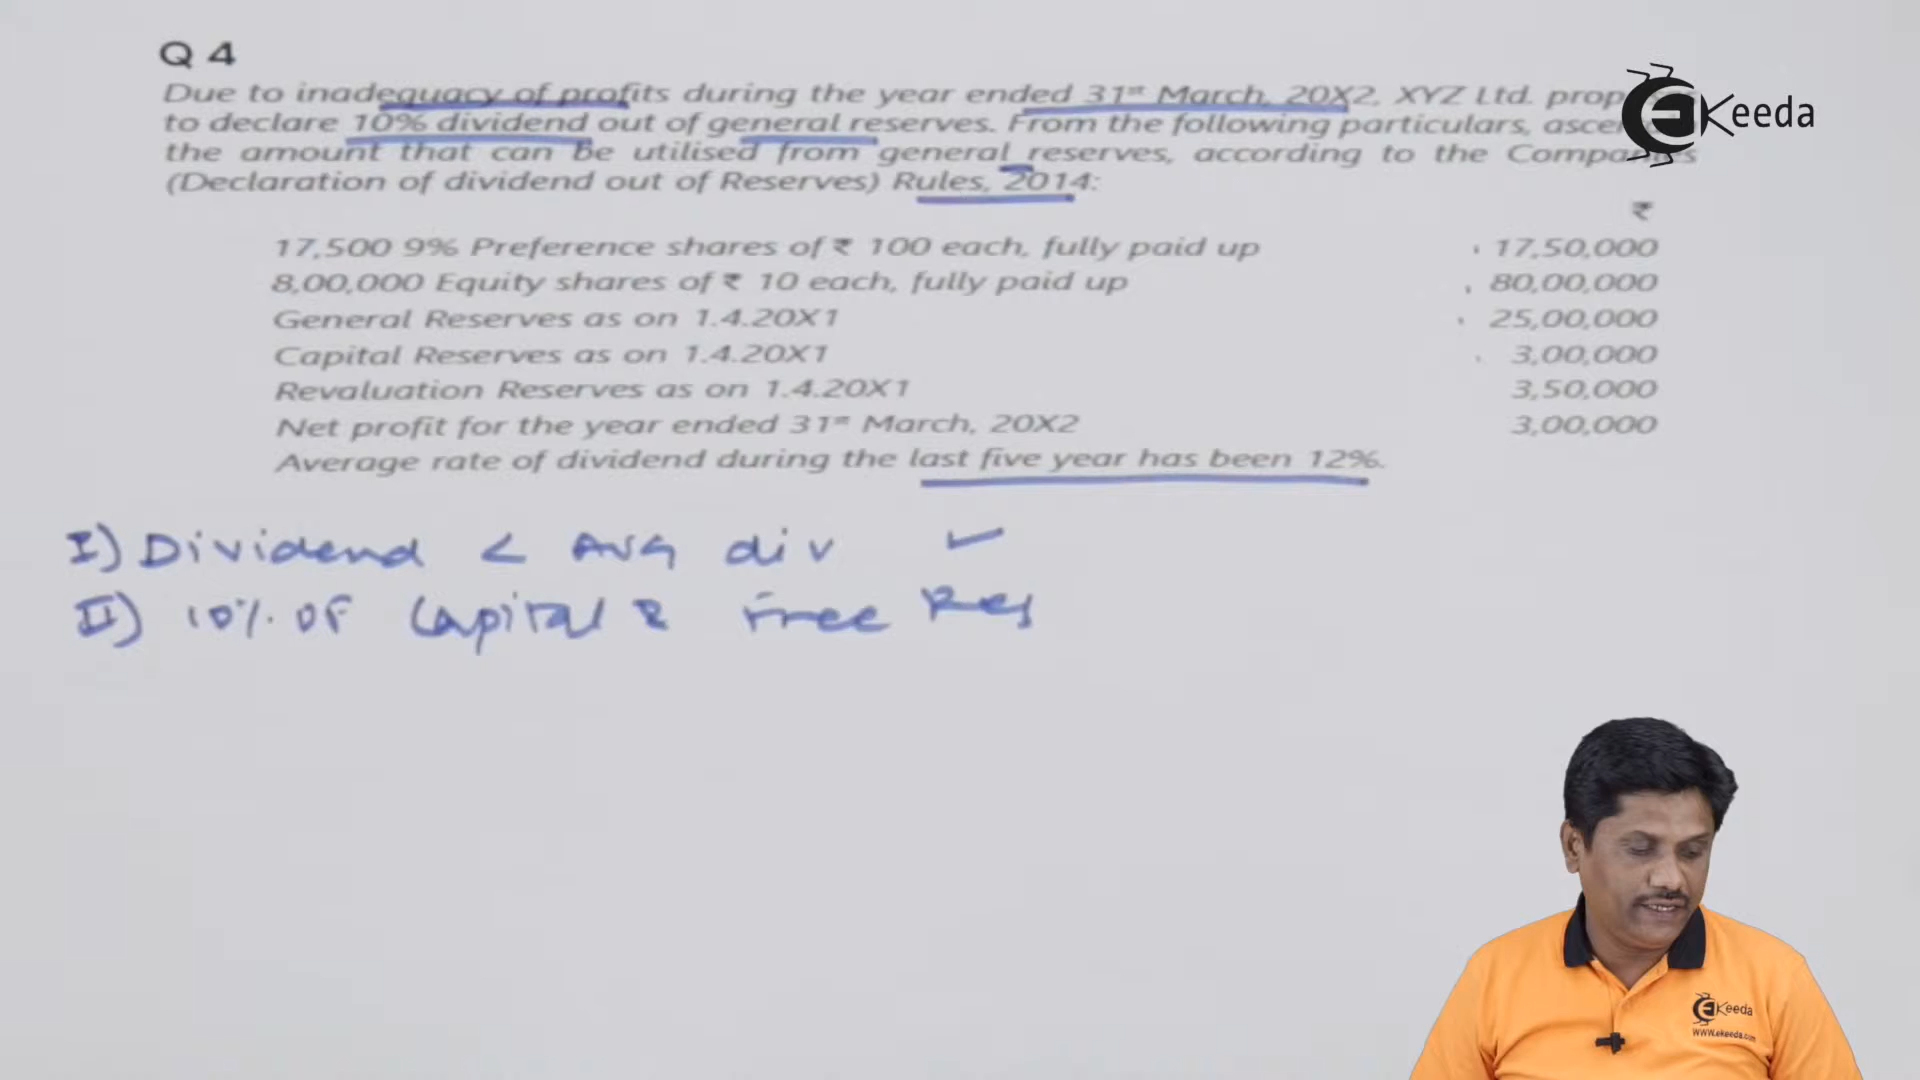 Q 4
Due to inadequacy of profits during the year ended 31st March, 20X2, XYZ Ltd.
to declare 10% dividend out of general reserves. From the following particulars,
the amount that can be utilised from general reserves, according to the
(Declaration of dividend out of Reserves) Rules, 2014:
₹
17,500 9% Preference shares of ₹ 100 each, fully paid up 17,50,000
8,00,000 Equity shares of ₹ 10 each, fully paid up 80,00,000
General Reserves as on 1.4.20X1 25,00,000
Capital Reserves as on 1.4.20X1 3,00,000
Revaluation Reserves as on 1.4.20X1 3,50,000
Net profit for the year ended 31st March, 20X2 3,00,000
Average rate of dividend during the last five year has been 12%.
I) Dividend < Avg div ✓
II) 10% of Capital & Free Res
eKeeda
eKeeda
www.ekeeda.com